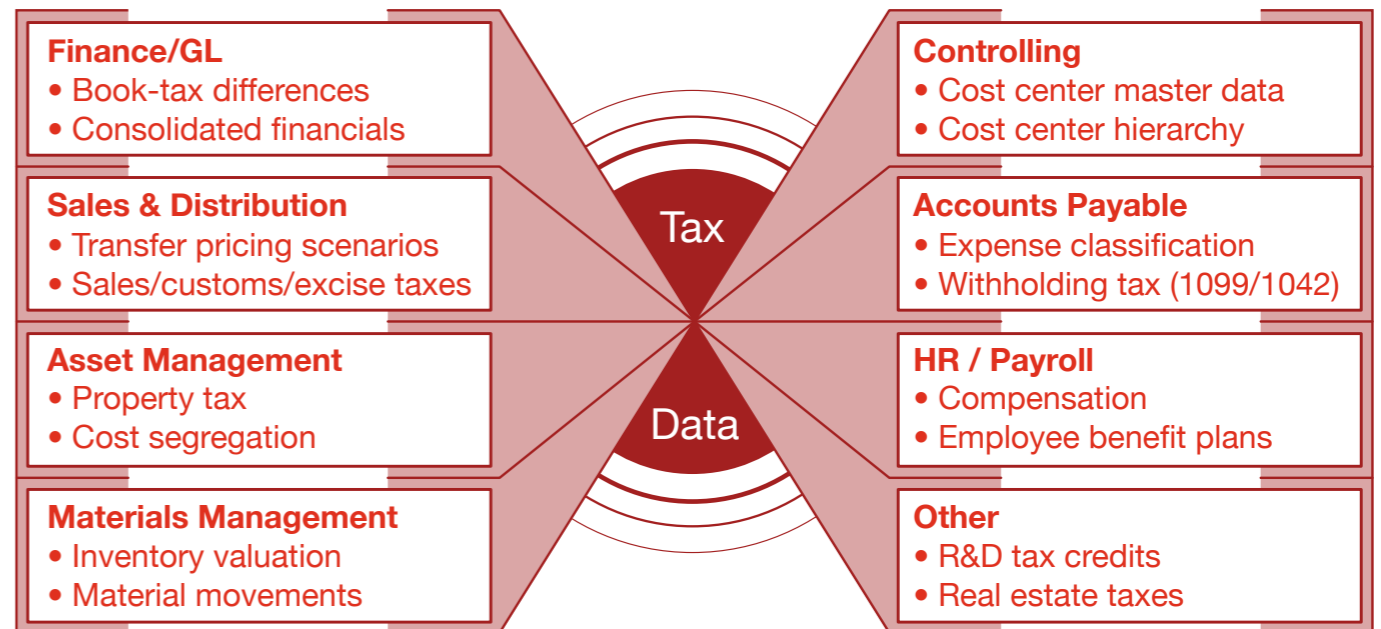 Finance/GL
• Book-tax differences
• Consolidated financials
Sales & Distribution
• Transfer pricing scenarios
• Sales/customs/excise taxes
Asset Management
• Property tax
• Cost segregation
Materials Management
• Inventory valuation
• Material movements
Tax
Data
Controlling
• Cost center master data
• Cost center hierarchy
Accounts Payable
• Expense classification
• Withholding tax (1099/1042)
HR / Payroll
• Compensation
• Employee benefit plans
Other
• R&D tax credits
• Real estate taxes